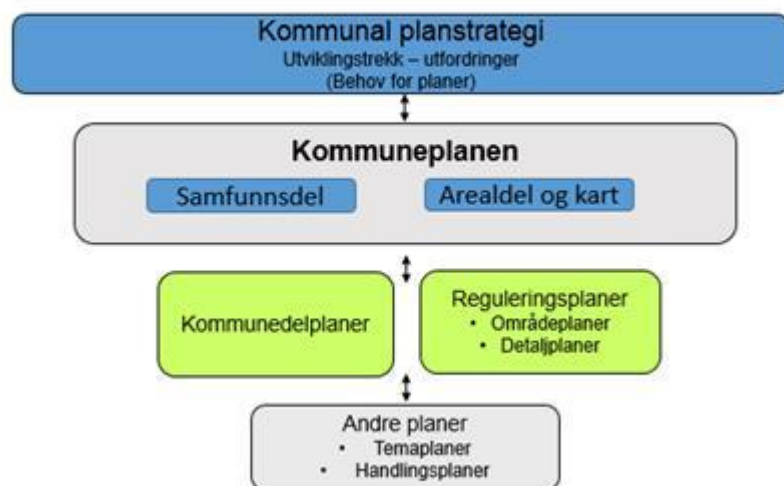 Kommunal planstrategi
Utviklingstrekk – utfordringer
(Behov for planer)
Kommuneplanen
Samfunnsdel
Arealdel og kart
Kommunedelplaner
Reguleringsplaner
• Områdeplaner
• Detaljplaner
Andre planer
• Temaplaner
• Handlingsplaner